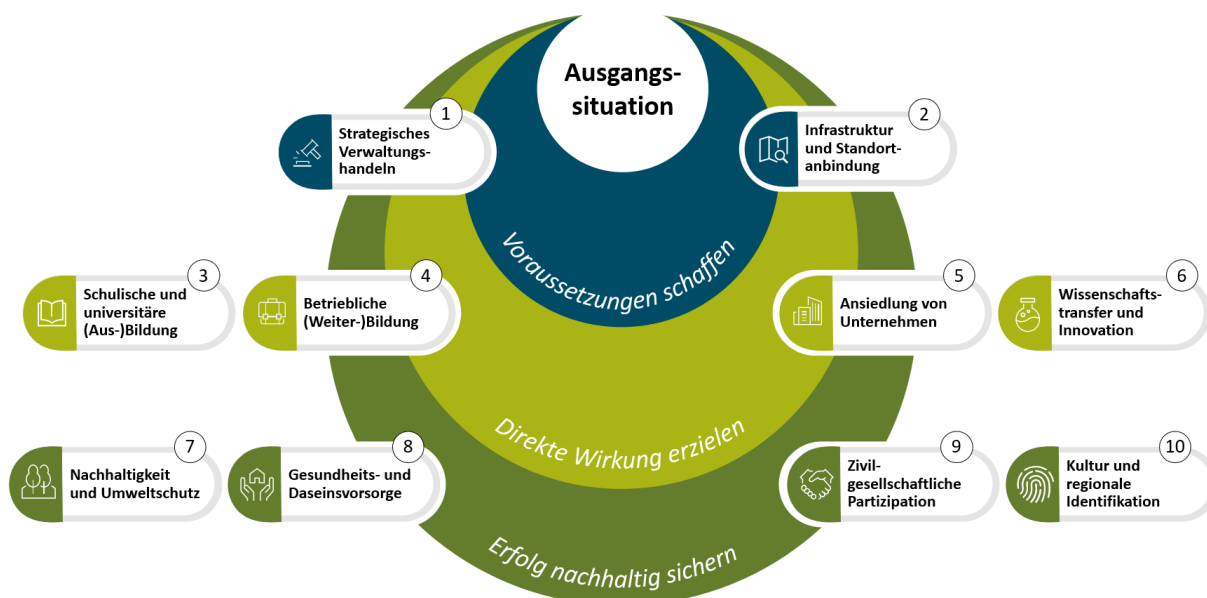 Ausgangs-
situation
1
Strategisches
Verwaltungs-
handeln
2
Infrastruktur
und Standort-
anbindung
Voraussetzungen schaffen
3
Schulische und
universitäre
(Aus-)Bildung
4
Betriebliche
(Weiter-)Bildung
5
Ansiedlung von
Unternehmen
6
Wissenschafts-
transfer und
Innovation
Direkte Wirkung erzielen
7
Nachhaltigkeit
und Umweltschutz
8
Gesundheits- und
Daseinsvorsorge
9
Zivil-
gesellschaftliche
Partizipation
10
Kultur und
regionale
Identifikation
Erfolg nachhaltig sichern